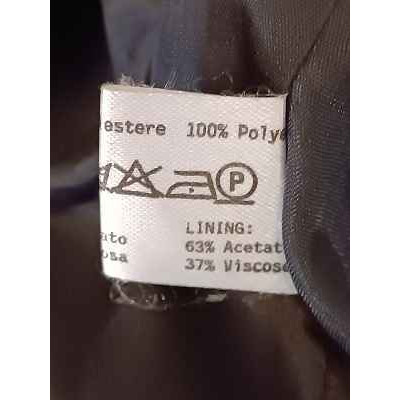 estere 100% Polye
P
ato LINING:
osa 63% Acetat
37% Viscose